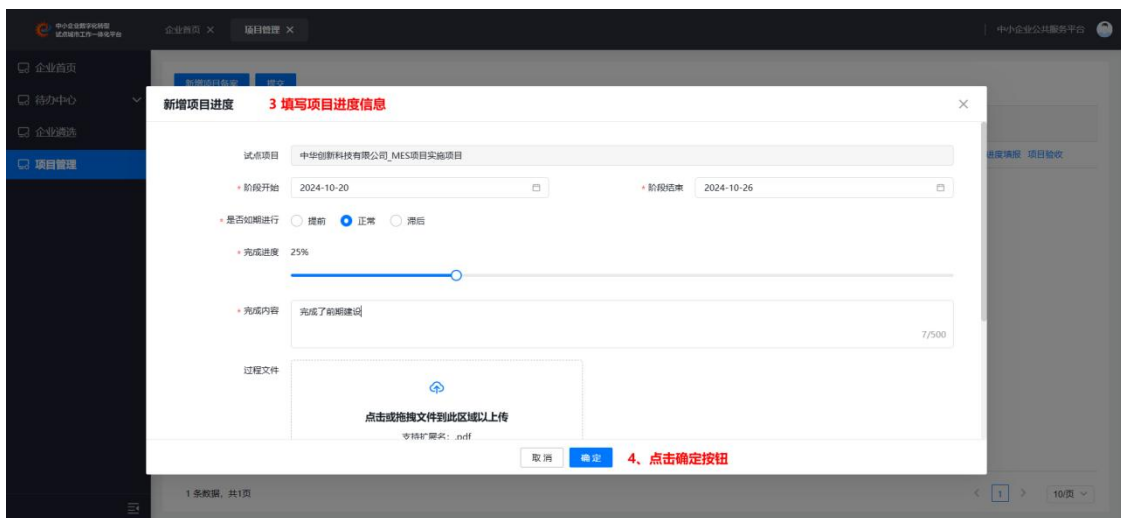 中小企业数字化转型
试点城市工作一体化平台
企业首页 ×
项目管理 ×
中小企业公共服务平台
企业首页
待办中心
企业遴选
项目管理
新增项目备案
提交
新增项目进度
3 填写项目进度信息
试点项目
中华创新科技有限公司_MES项目实施项目
进度填报 项目验收
* 阶段开始
2024-10-20
* 阶段结束
2024-10-26
* 是否如期进行
提前
正常
滞后
* 完成进度
25%
* 完成内容
完成了前期建设
7/500
过程文件
点击或拖拽文件到此区域以上传
支持扩展名：.pdf
取消
确定
4、点击确定按钮
1 条数据，共1页
< 1 >
10/页